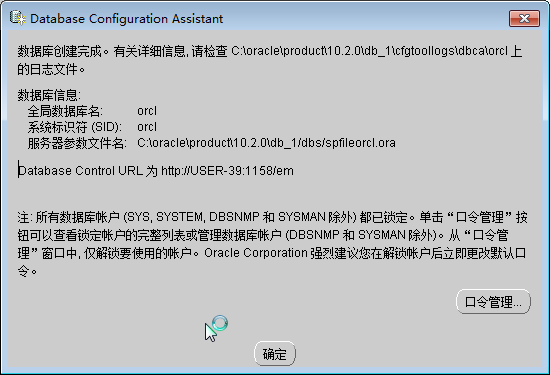 Database Configuration Assistant
数据库创建完成。有关详细信息, 请检查 C:\oracle\product\10.2.0\db_1\cfgtoollogs\dbca\orcl 上
的日志文件。
数据库信息:
全局数据库名: orcl
系统标识符 (SID): orcl
服务器参数文件名: C:\oracle\product\10.2.0\db_1/dbs/spfileorcl.ora
Database Control URL 为 http://USER-39:1158/em
注: 所有数据库帐户 (SYS, SYSTEM, DBSNMP 和 SYSMAN 除外) 都已锁定。单击“口令管理”按
钮可以查看锁定帐户的完整列表或管理数据库帐户 (DBSNMP 和 SYSMAN 除外)。从“口令管
理”窗口中, 仅解锁要使用的帐户。Oracle Corporation 强烈建议您在解锁帐户后立即更改默认口
令。
口令管理...
确定